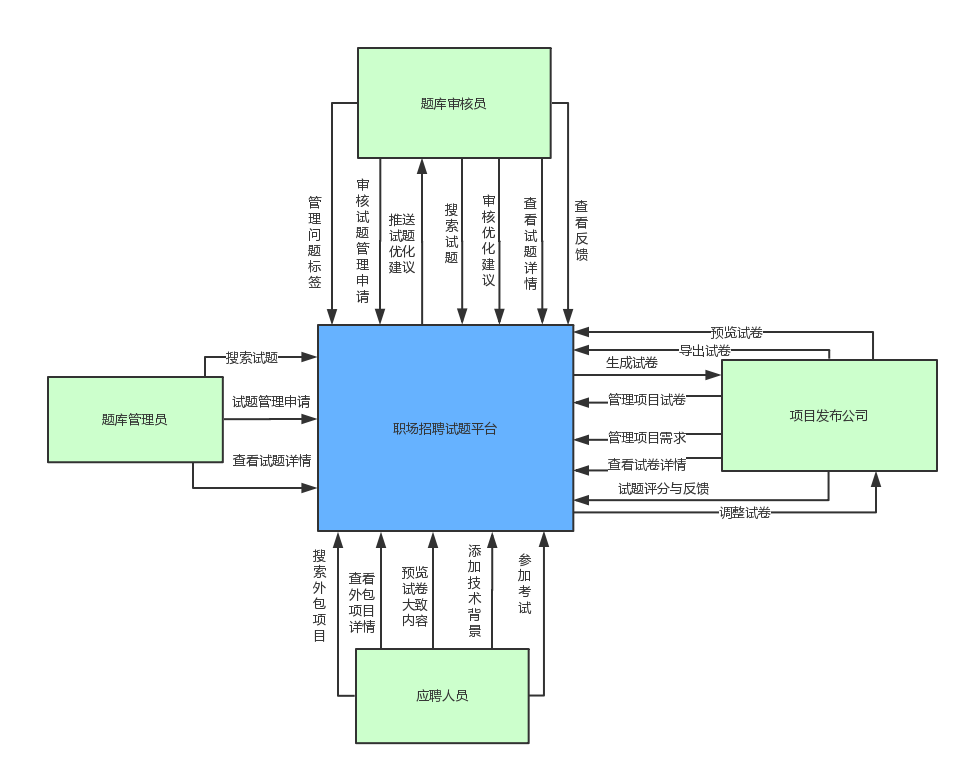 题库审核员
管理问题标签
审核试题管理申请
推送
试题
优化
建议
搜索试题
审核优化建议
查看试题详情
查看反馈
预览试卷
导出试卷
生成试卷
管理项目试卷
管理项目需求
查看试卷详情
试题评分与反馈
调整试卷
项目发布公司
搜索试题
试题管理申请
查看试题详情
题库管理员
职场招聘试题平台
搜索外包项目
查看
外包
项目
详情
预览
试卷
大致
内容
添加技术背景
参加考试
应聘人员